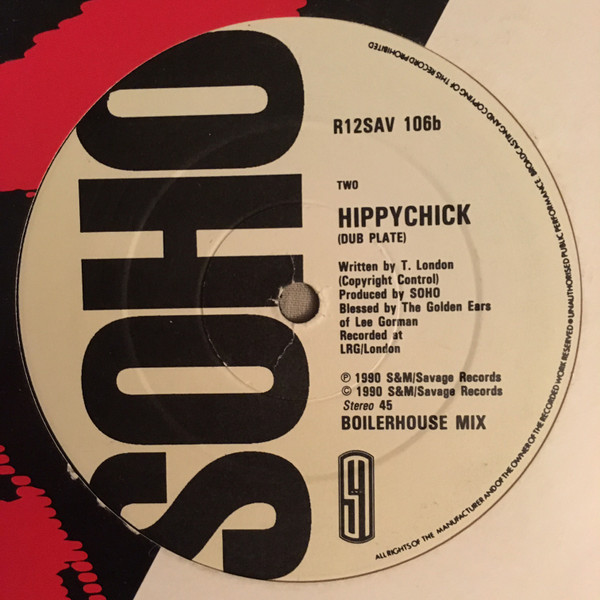 SOHO
R12SAV 106b
TWO
HIPPYCHICK
(DUB PLATE)
Written by T. London
(Copyright Control)
Produced by SOHO
Blessed by The Golden Ears
of Lee Gorman
Recorded at
LRG/London
℗ 1990 S&M/Savage Records
© 1990 S&M/Savage Records
Stereo 45
BOILERHOUSE MIX
ALL RIGHTS OF THE MANUFACTURER AND OF THE OWNER OF THE RECORDED WORK RESERVED ● UNAUTHORISED PUBLIC PERFORMANCE BROADCASTING AND COPYING OF THIS RECORD PROHIBITED